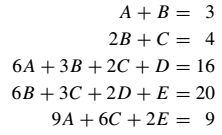 A + B = 3
2B + C = 4
6A + 3B + 2C + D = 16
6B + 3C + 2D + E = 20
9A + 6C + 2E = 9